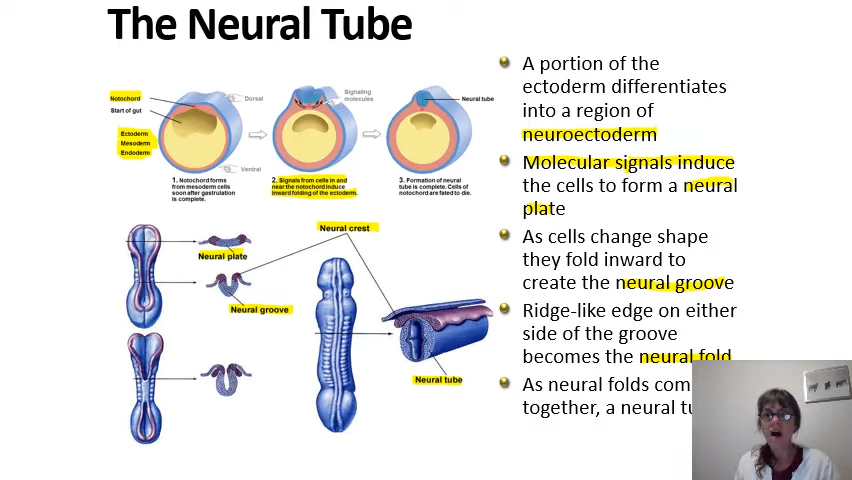 The Neural Tube
Notochord
Start of gut
Ectoderm
Mesoderm
Endoderm
Dorsal
Ventral
Signaling
molecules
Neural tube
1. Notochord forms
from mesoderm cells
soon after gastrulation
is complete.
2. Signals from cells in and
near the notochord induce
inward folding of the ectoderm.
3. Formation of neural
tube is complete. Cells of
notochord are fated to die.
Neural plate
Neural groove
Neural crest
Neural tube
A portion of the
ectoderm differentiates
into a region of
neuroectoderm
Molecular signals induce
the cells to form a neural
plate
As cells change shape
they fold inward to
create the neural groove
Ridge-like edge on either
side of the groove
becomes the neural fold
As neural folds com
together, a neural tu